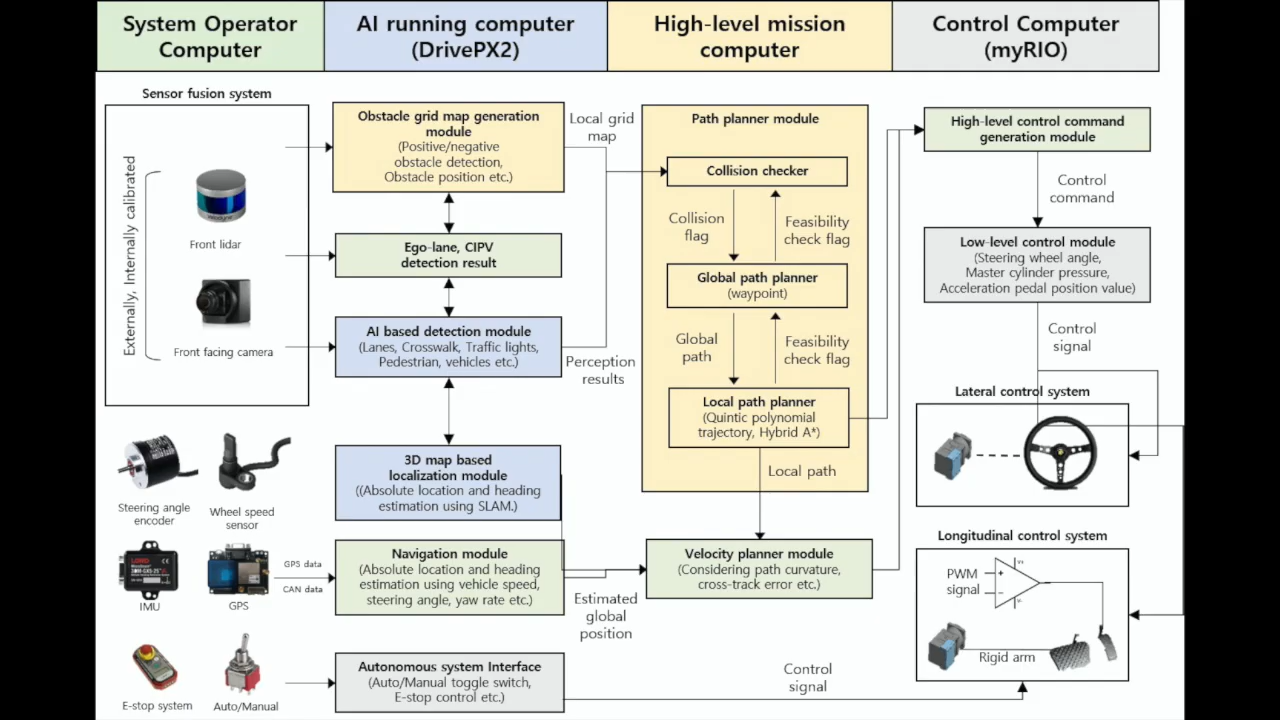 System Operator
Computer
AI running computer
(DrivePX2)
High-level mission
computer
Control Computer
(myRIO)
Sensor fusion system
Externally, Internally calibrated
Front lidar
Front facing camera
Steering angle
encoder
Wheel speed
sensor
IMU
GPS
E-stop system
Auto/Manual
GPS data
CAN data
Obstacle grid map generation
module
(Positive/negative
obstacle detection,
Obstacle position etc.)
Ego-lane, CIPV
detection result
AI based detection module
(Lanes, Crosswalk, Traffic lights,
Pedestrian, vehicles etc.)
3D map based
localization module
((Absolute location and heading
estimation using SLAM.)
Navigation module
(Absolute location and heading
estimation using vehicle speed,
steering angle, yaw rate etc.)
Autonomous system Interface
(Auto/Manual toggle switch,
E-stop control etc.)
Local grid
map
Perception
results
Estimated
global
position
Path planner module
Collision checker
Collision
flag
Feasibility
check flag
Global path planner
(waypoint)
Global
path
Feasibility
check flag
Local path planner
(Quintic polynomial
trajectory, Hybrid A*)
Local path
Velocity planner module
(Considering path curvature,
cross-track error etc.)
Control
signal
High-level control command
generation module
Control
command
Low-level control module
(Steering wheel angle,
Master cylinder pressure,
Acceleration pedal position value)
Control
signal
Lateral control system
Longitudinal control system
PWM
signal
Rigid arm